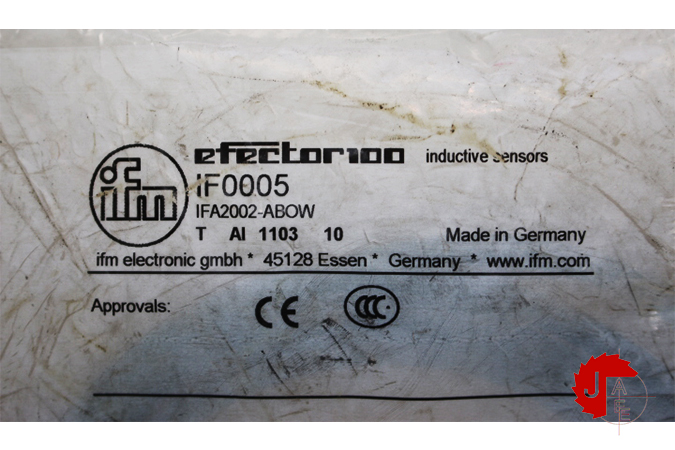 ifm efector100 inductive sensors
IF0005
IFA2002-ABOW
T AI 1103 10 Made in Germany
ifm electronic gmbh * 45128 Essen * Germany * www.ifm.com
Approvals: CE CCC
J A E